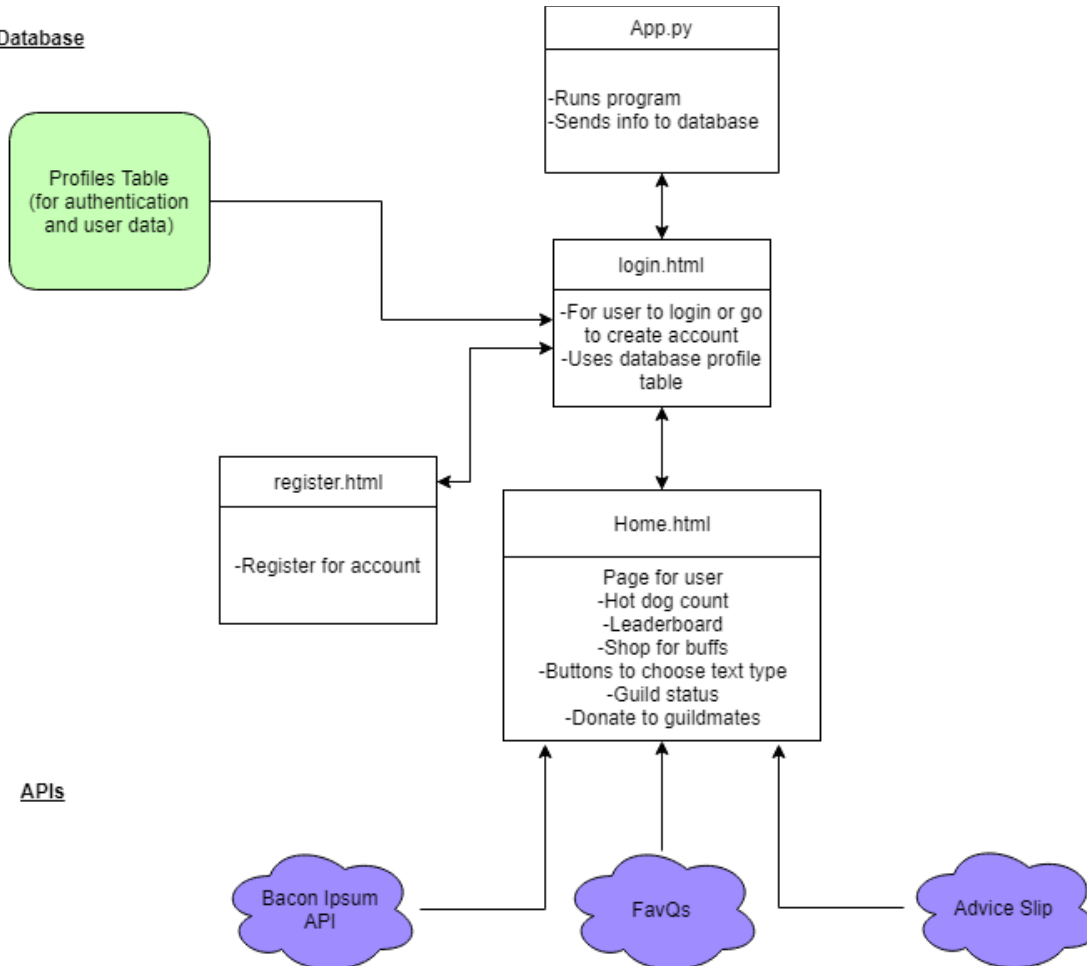 Database
App.py
-Runs program
-Sends info to database
Profiles Table
(for authentication
and user data)
login.html
-For user to login or go
to create account
-Uses database profile
table
register.html
-Register for account
Home.html
Page for user
-Hot dog count
-Leaderboard
-Shop for buffs
-Buttons to choose text type
-Guild status
-Donate to guildmates
APIs
Bacon Ipsum
API
FavQs
Advice Slip